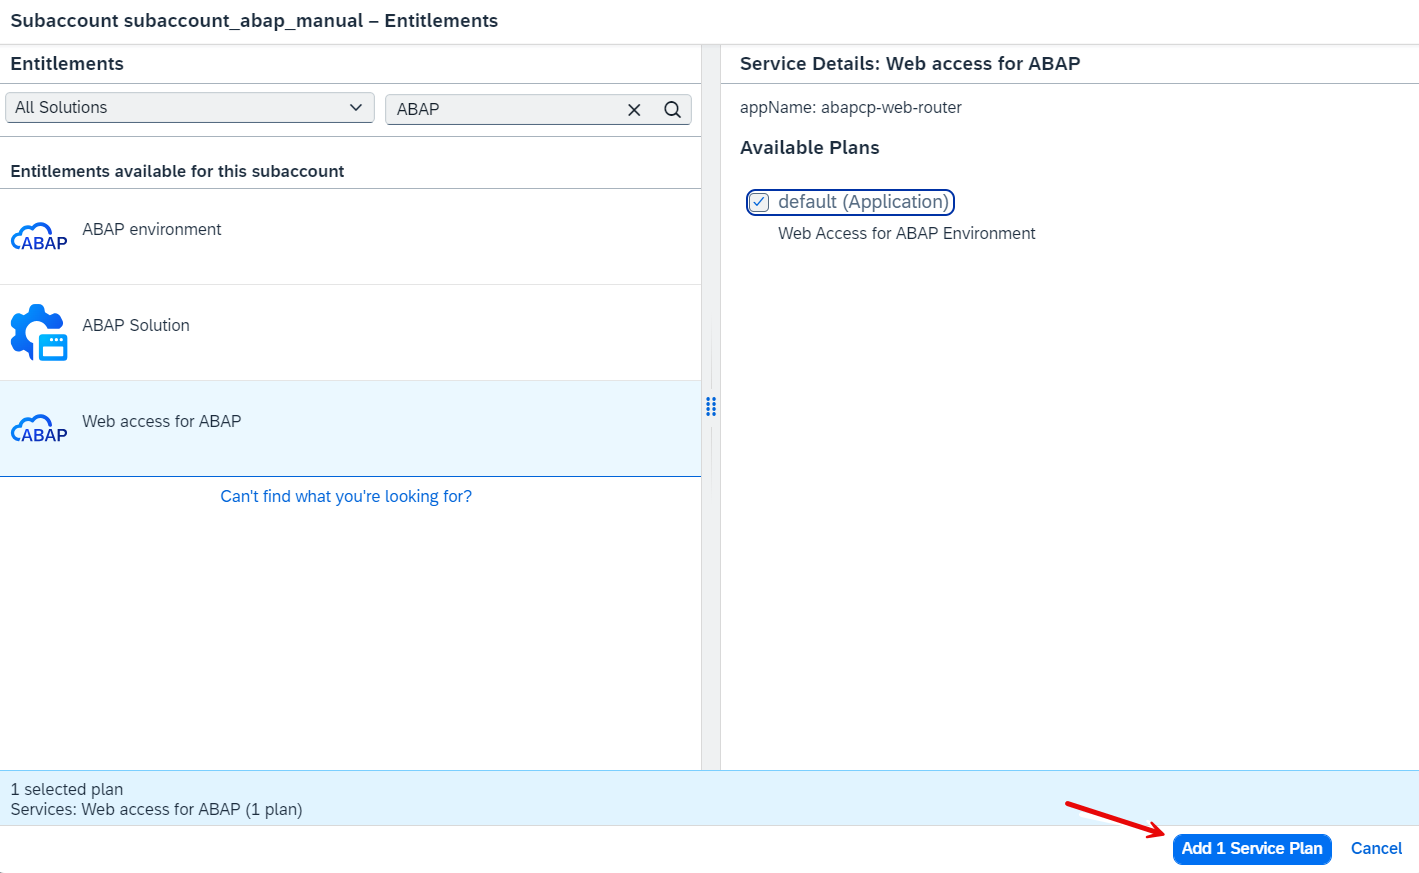 Subaccount subaccount_abap_manual – Entitlements
Entitlements
All Solutions
ABAP
Entitlements available for this subaccount
ABAP
ABAP environment
ABAP Solution
ABAP
Web access for ABAP
Can't find what you're looking for?
Service Details: Web access for ABAP
appName: abapcp-web-router
Available Plans
default (Application)
Web Access for ABAP Environment
1 selected plan
Services: Web access for ABAP (1 plan)
Add 1 Service Plan
Cancel